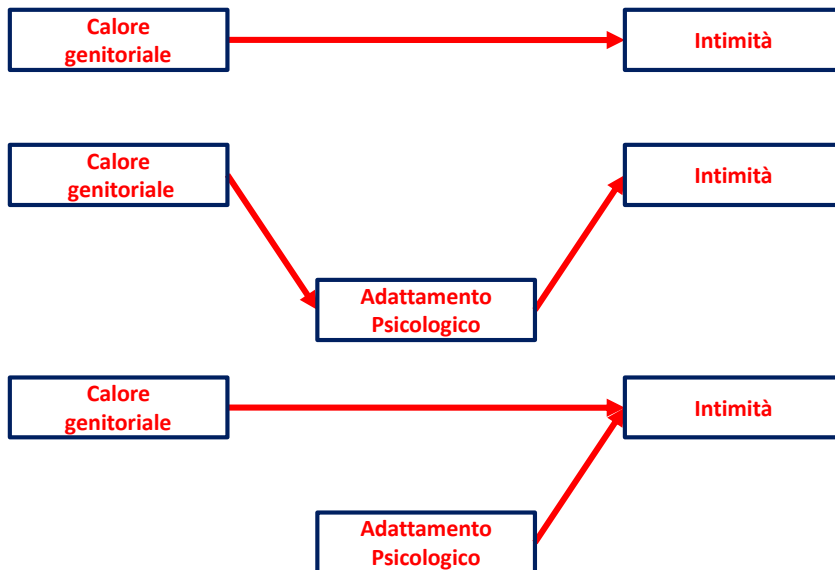 Calore
genitoriale
Intimità
Calore
genitoriale
Intimità
Adattamento
Psicologico
Calore
genitoriale
Intimità
Adattamento
Psicologico